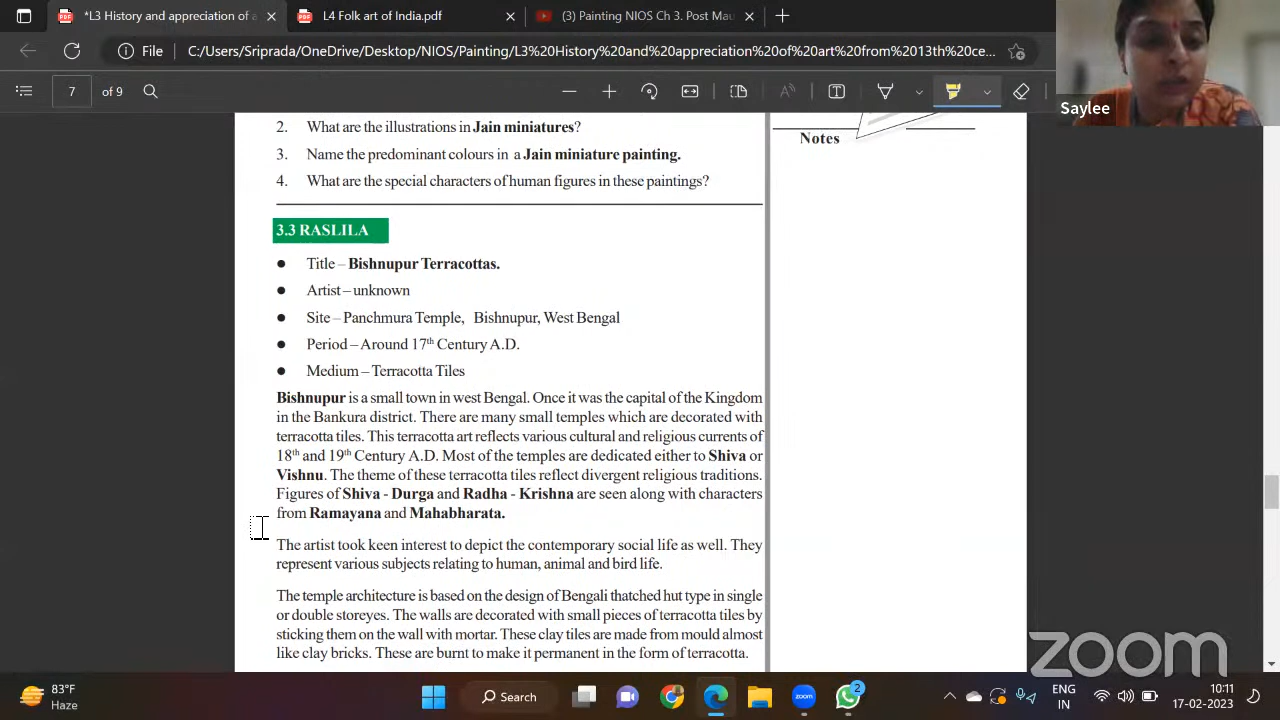 *L3 History and appreciation of a
L4 Folk art of India.pdf
(3) Painting NIOS Ch 3. Post Mau
File
C:/Users/Sriprada/OneDrive/Desktop/NIOS/Painting/L3%20History%20and%20appreciation%20of%20art%20from%2013th%20ce...
7
of 9
Saylee
2. What are the illustrations in Jain miniatures?
Notes
3. Name the predominant colours in a Jain miniature painting.
4. What are the special characters of human figures in these paintings?
3.3 RASLILA
● Title – Bishnupur Terracottas.
● Artist – unknown
● Site – Panchmura Temple, Bishnupur, West Bengal
● Period – Around 17th Century A.D.
● Medium – Terracotta Tiles
Bishnupur is a small town in west Bengal. Once it was the capital of the Kingdom
in the Bankura district. There are many small temples which are decorated with
terracotta tiles. This terracotta art reflects various cultural and religious currents of
18th and 19th Century A.D. Most of the temples are dedicated either to Shiva or
Vishnu. The theme of these terracotta tiles reflect divergent religious traditions.
Figures of Shiva - Durga and Radha - Krishna are seen along with characters
from Ramayana and Mahabharata.
The artist took keen interest to depict the contemporary social life as well. They
represent various subjects relating to human, animal and bird life.
The temple architecture is based on the design of Bengali thatched hut type in single
or double storeyes. The walls are decorated with small pieces of terracotta tiles by
sticking them on the wall with mortar. These clay tiles are made from mould almost
like clay bricks. These are burnt to make it permanent in the form of terracotta.
zoom
83°F
Haze
Search
zoom
2
ENG
IN
10:11
17-02-2023